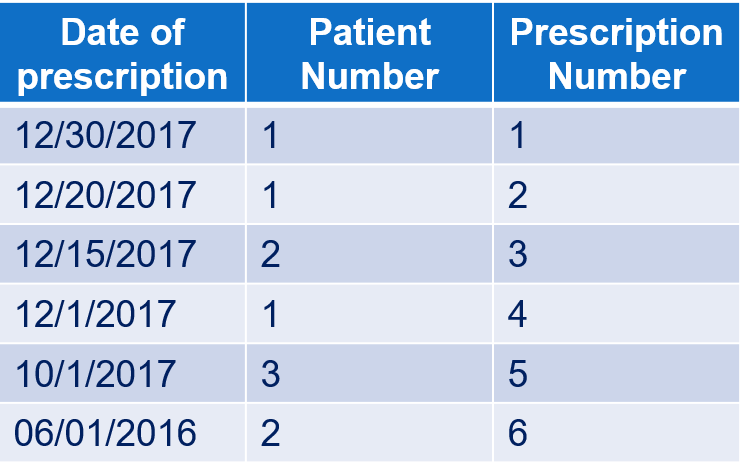 Date of prescription Patient Number Prescription Number
12/30/2017 1 1
12/20/2017 1 2
12/15/2017 2 3
12/1/2017 1 4
10/1/2017 3 5
06/01/2016 2 6